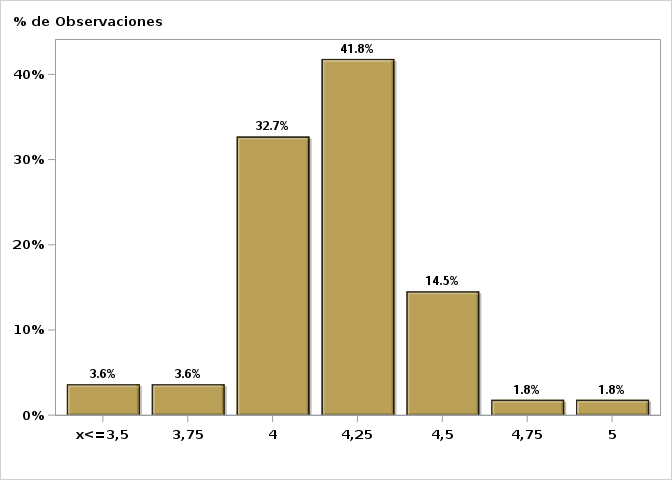 % de Observaciones
41.8%
40%
32.7%
30%
20%
14.5%
10%
3.6% 3.6% 1.8% 1.8%
0%
x<=3,5 3,75 4 4,25 4,5 4,75 5